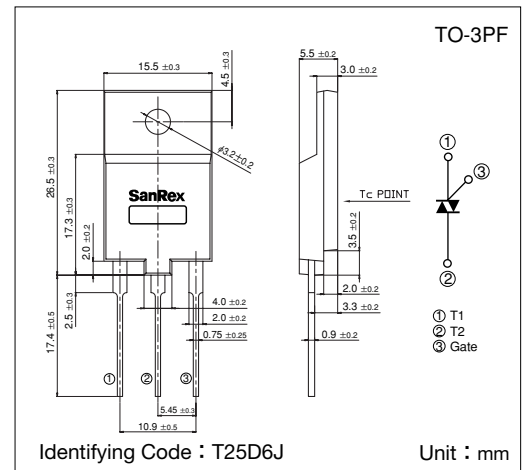 TO-3PF
15.5 ±0.3
4.5 ±0.3
φ3.2±0.2
26.5 ±0.3
17.3 ±0.3
2.0 ±0.2
SanRex
17.4 ±0.5
2.5 ±0.3
4.0 ±0.2
2.0 ±0.2
0.75 ±0.25
① ② ③
5.45 ±0.3
10.9 ±0.5
5.5 ±0.2
3.0 ±0.2
Tc POINT
3.5 ±0.2
2.0 ±0.2
3.3 ±0.2
0.9 ±0.2
①
③
②
① T1
② T2
③ Gate
Identifying Code：T25D6J
Unit：mm